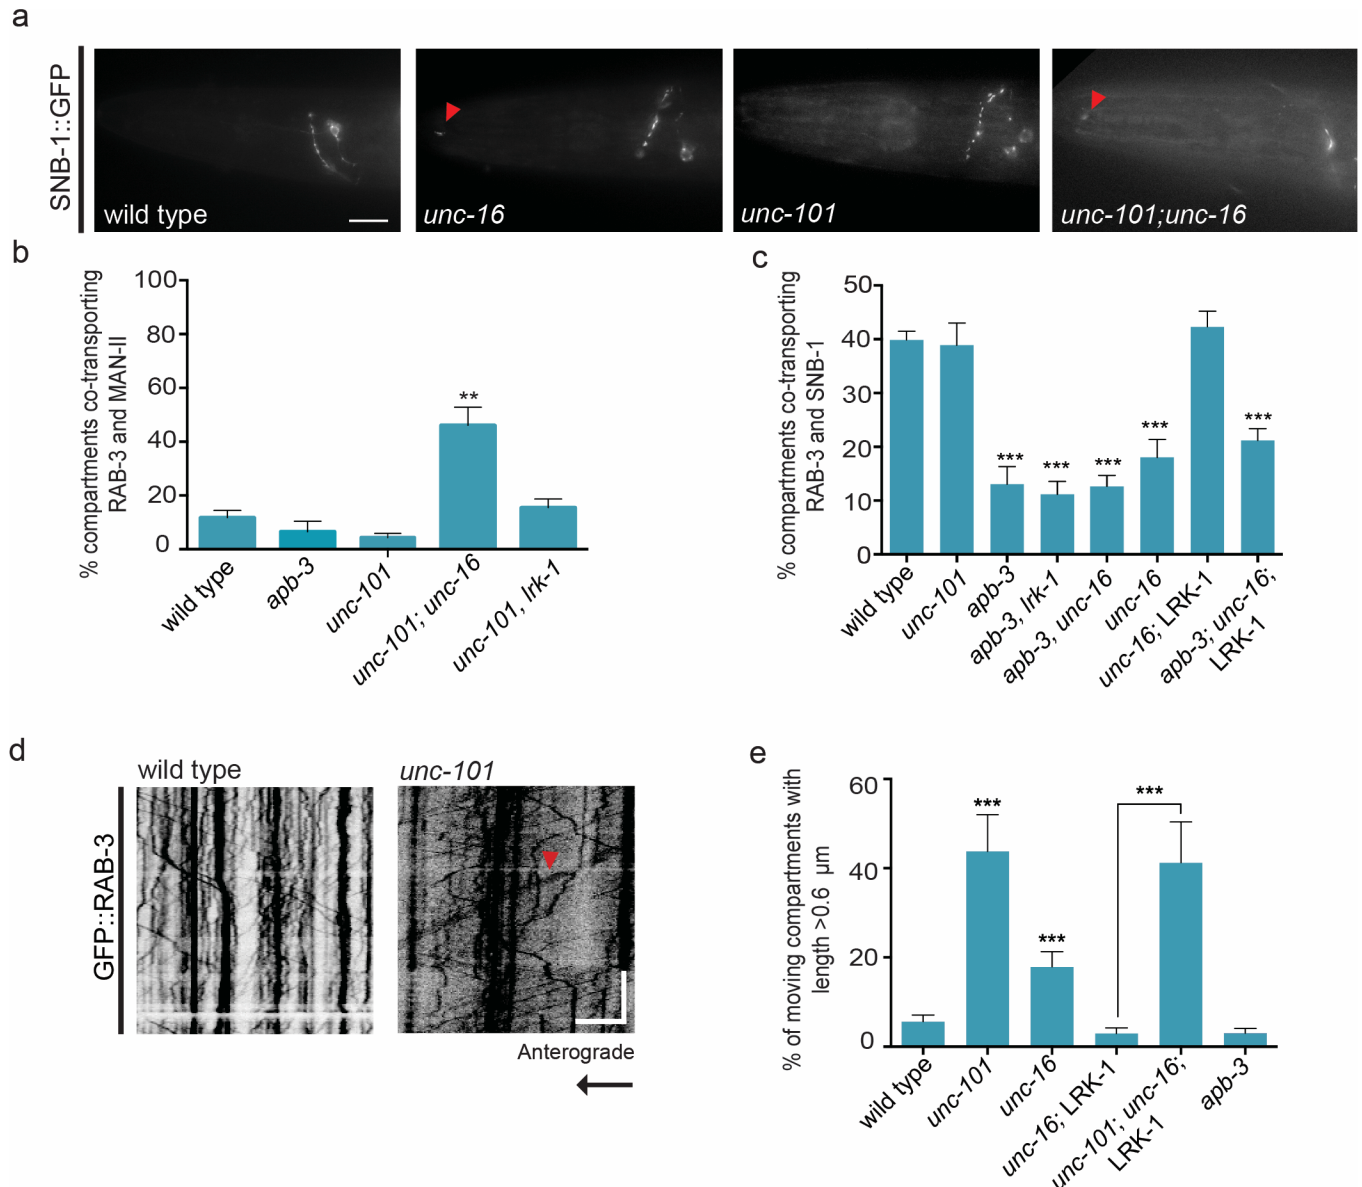 a
SNB-1::GFP
wild type
unc-16
unc-101
unc-101;unc-16
b
% compartments co-transporting
RAB-3 and MAN-II
100
80
60
40
20
0
wild type
apb-3
unc-101
unc-101; unc-16
unc-101, lrk-1
**
c
% compartments co-transporting
RAB-3 and SNB-1
50
40
30
20
10
0
wild type
unc-101
apb-3
apb-3, lrk-1
apb-3, unc-16
unc-16
unc-16; LRK-1
apb-3; unc-16;
LRK-1
***
***
***
***
***
d
GFP::RAB-3
wild type
unc-101
Anterograde
e
% of moving compartments with
length >0.6 µm
60
40
20
0
wild type
unc-101
unc-16
unc-16; LRK-1
unc-101; unc-16;
LRK-1
apb-3
***
***
***